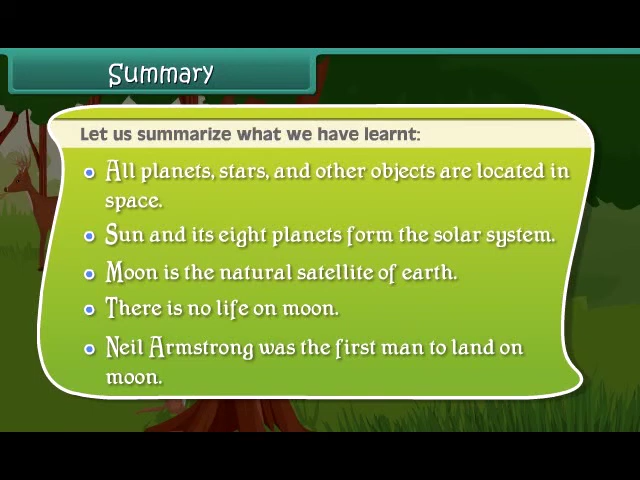 Summary
Let us summarize what we have learnt:
All planets, stars, and other objects are located in
space.
Sun and its eight planets form the solar system.
Moon is the natural satellite of earth.
There is no life on moon.
Neil Armstrong was the first man to land on
moon.